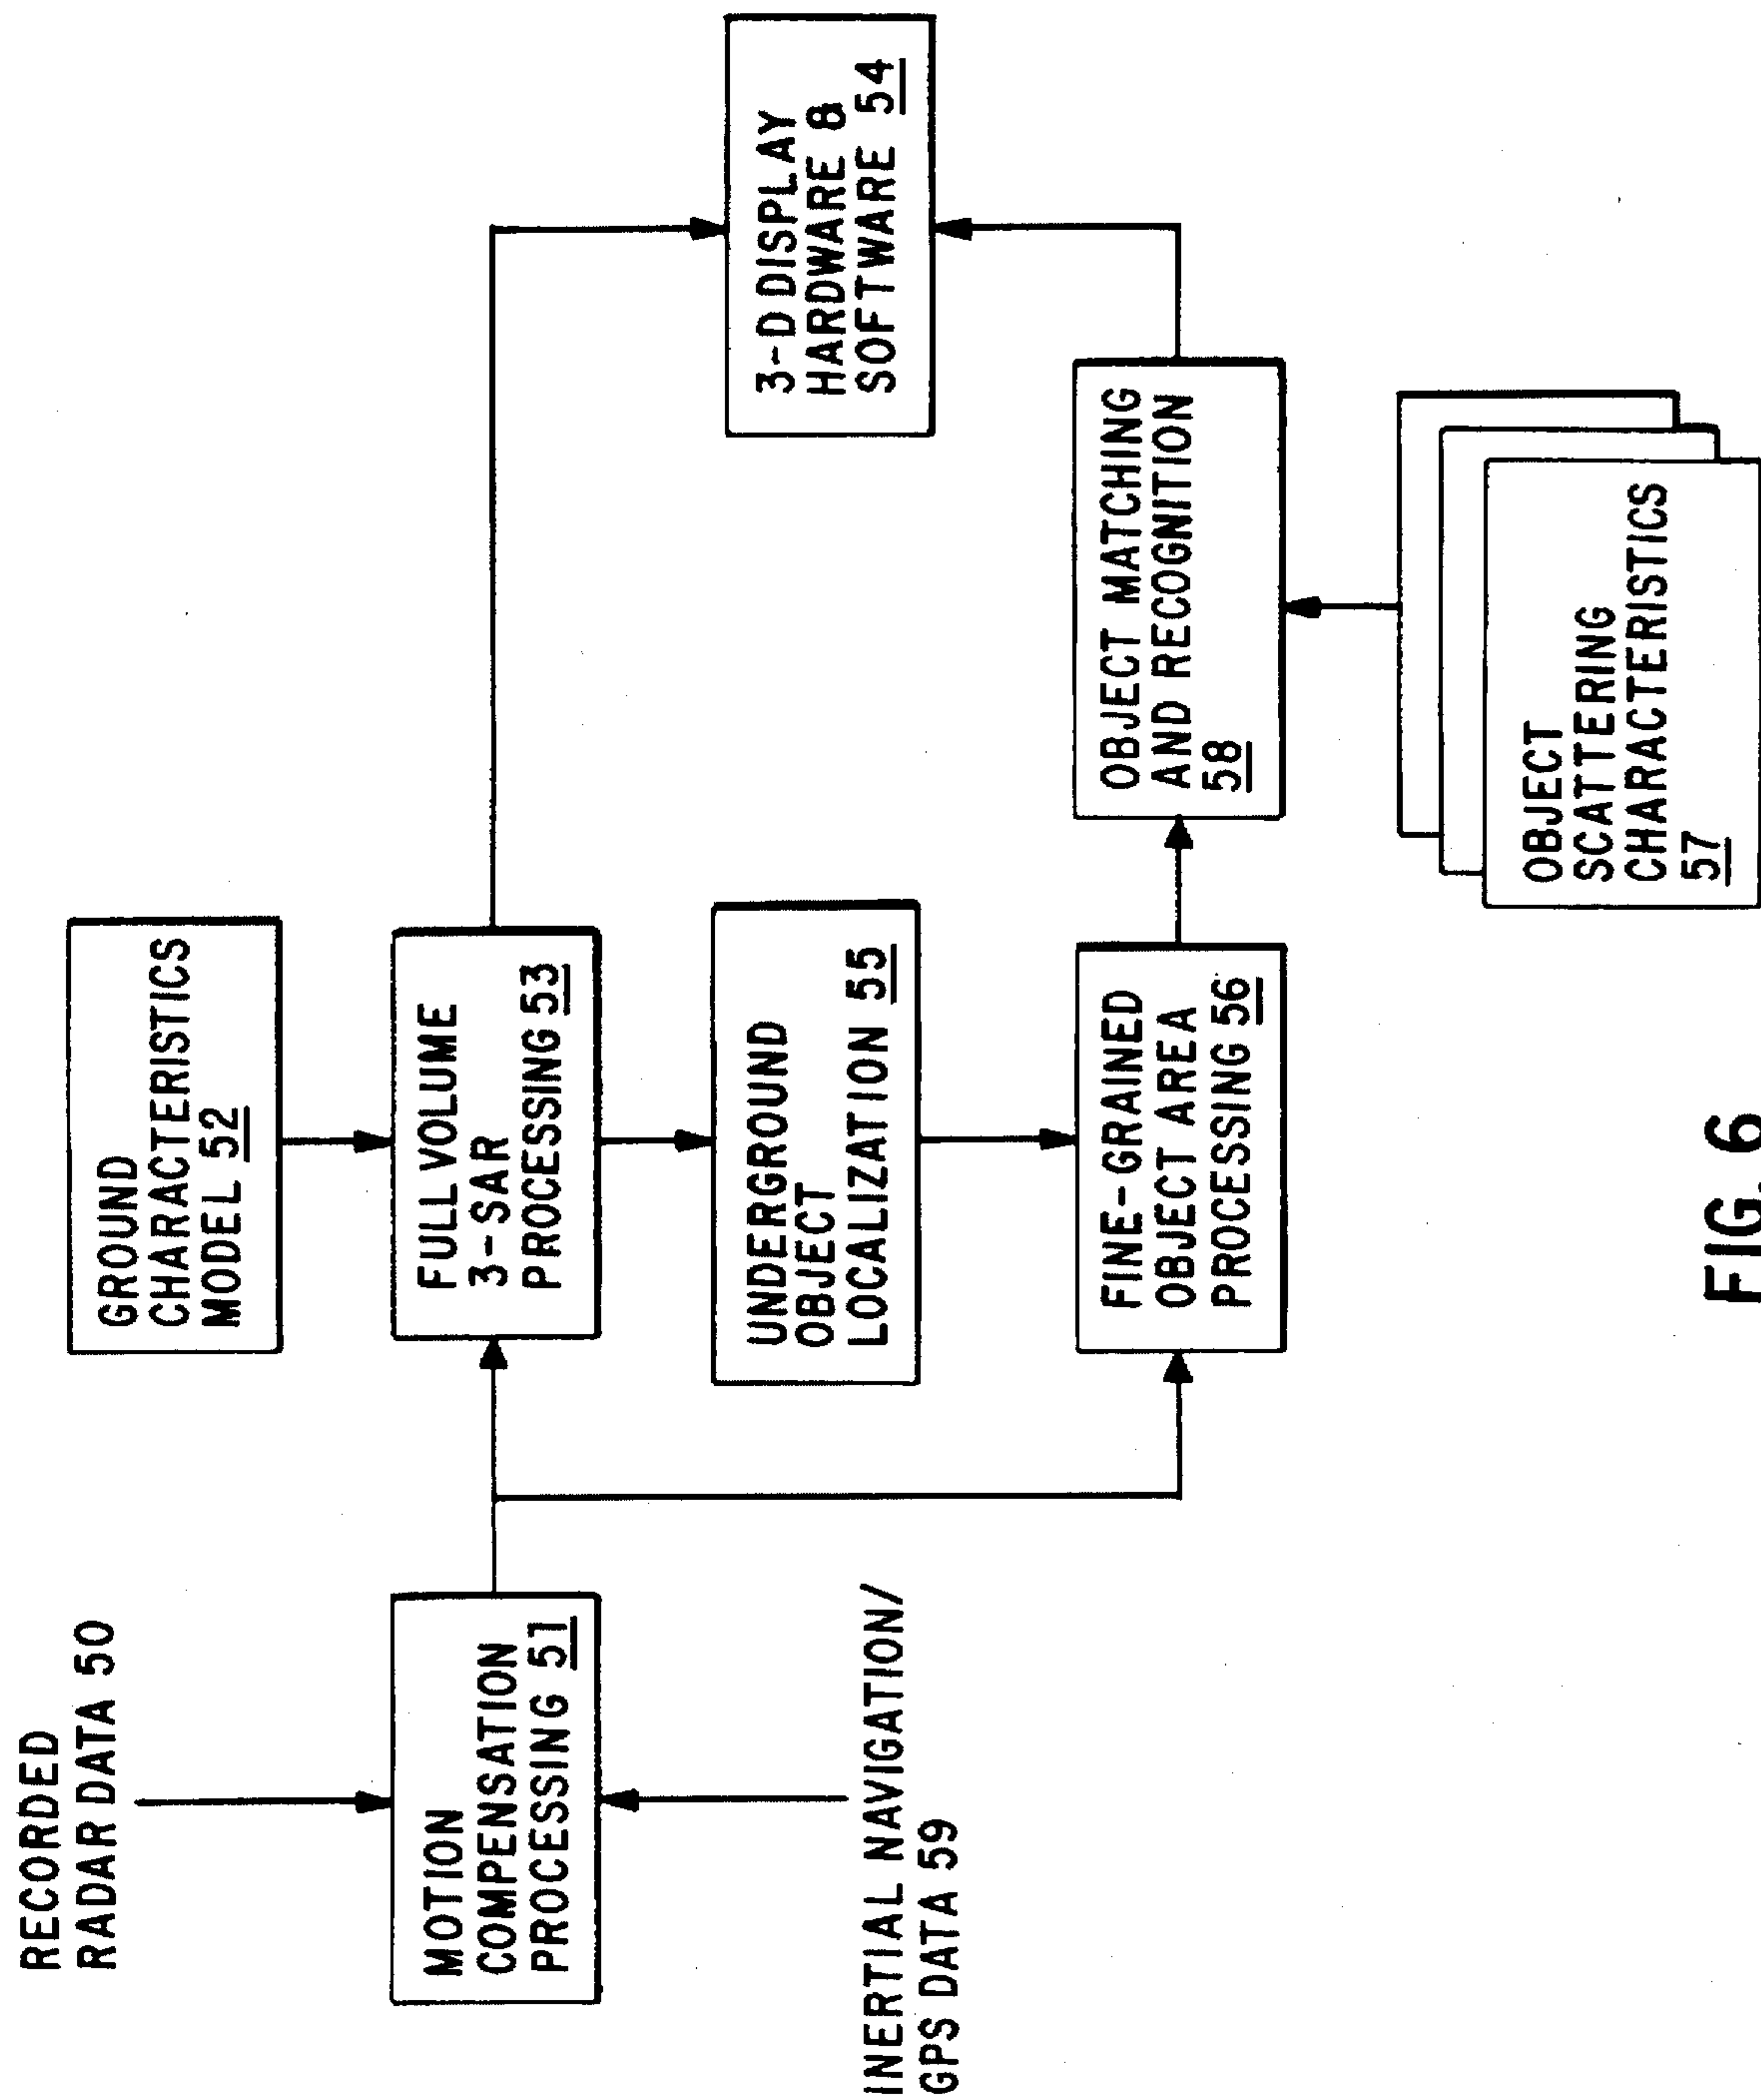 RECORDED
RADAR DATA 50
MOTION
COMPENSATION
PROCESSING 51
INERTIAL NAVIGATION/
GPS DATA 59
GROUND
CHARACTERISTICS
MODEL 52
FULL VOLUME
3-SAR
PROCESSING 53
UNDERGROUND
OBJECT
LOCALIZATION 55
FINE-GRAINED
OBJECT AREA
PROCESSING 56
3-D DISPLAY
HARDWARE &
SOFTWARE 54
OBJECT MATCHING
AND RECOGNITION
58
OBJECT
SCATTERING
CHARACTERISTICS
57
FIG. 6